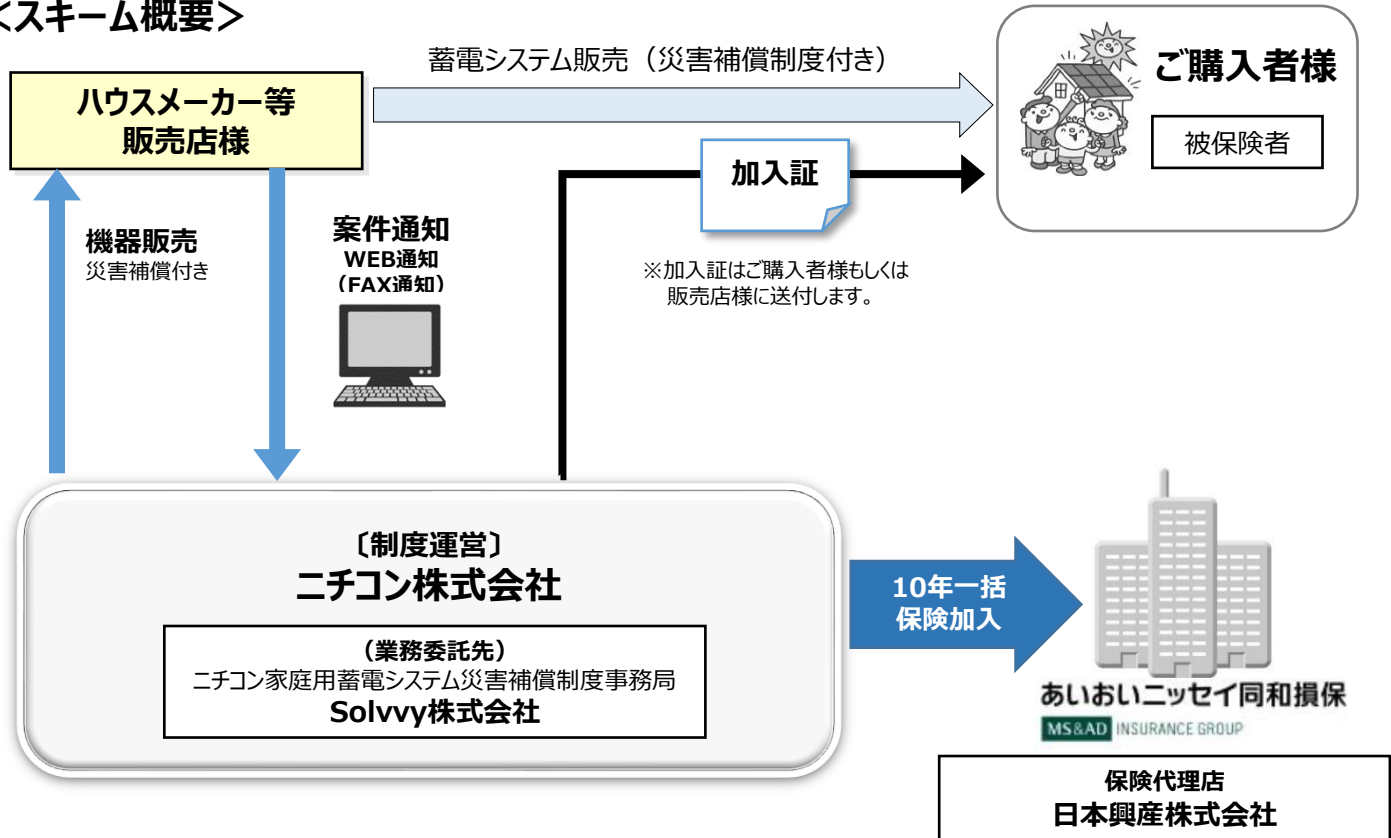 ＜スキーム概要＞
蓄電システム販売（災害補償制度付き）
ハウスメーカー等
販売店様
ご購入者様
被保険者
加入証
機器販売
災害補償付き
案件通知
WEB通知
（FAX通知）
※加入証はご購入者様もしくは
販売店様に送付します。
〔制度運営〕
ニチコン株式会社
（業務委託先）
ニチコン家庭用蓄電システム災害補償制度事務局
Solvvy株式会社
10年一括
保険加入
あいおいニッセイ同和損保
MS&AD INSURANCE GROUP
保険代理店
日本興産株式会社